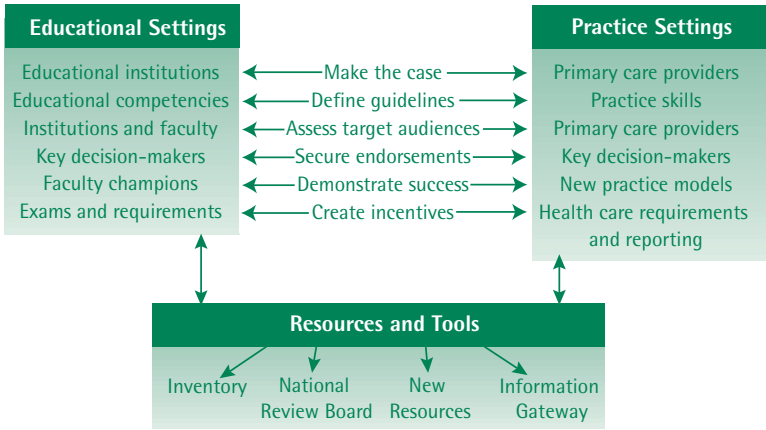 Educational Settings
Practice Settings
Educational institutions
Make the case
Primary care providers
Educational competencies
Define guidelines
Practice skills
Institutions and faculty
Assess target audiences
Primary care providers
Key decision-makers
Secure endorsements
Key decision-makers
Faculty champions
Demonstrate success
New practice models
Exams and requirements
Create incentives
Health care requirements
and reporting
Resources and Tools
Inventory
National
Review Board
New
Resources
Information
Gateway